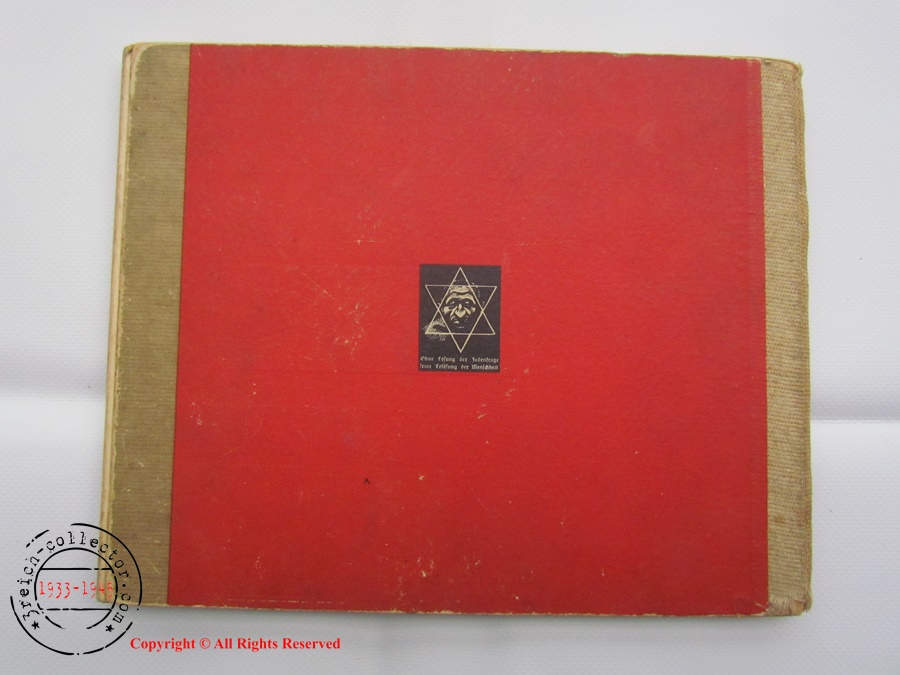 Ohne Lösung der Judenfrage
keine Erlösung der Menschheit
3reich-collector.com
1933-1945
Copyright © All Rights Reserved